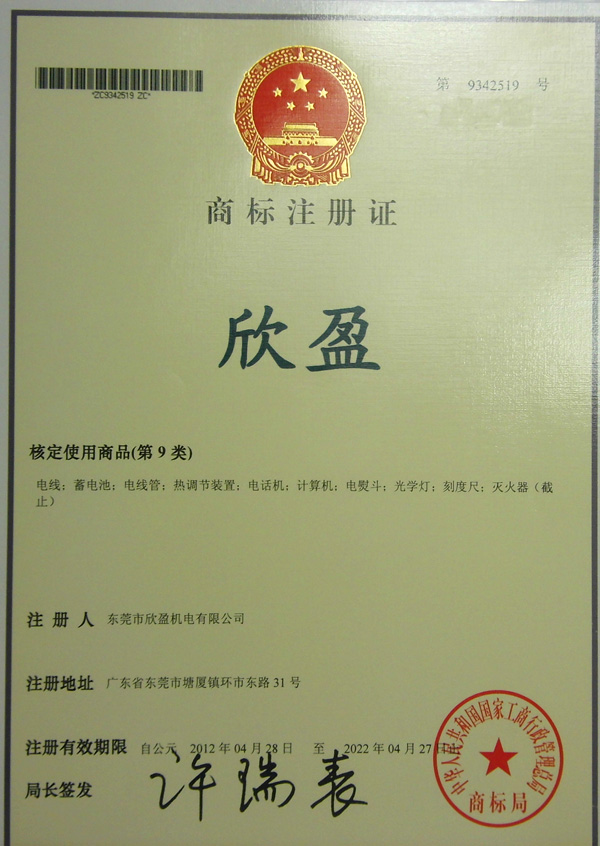 *ZC9342519 ZC*
第 9342519 号
商标注册证
欣盈
核定使用商品(第 9 类)
电线；蓄电池；电线管；热调节装置；电话机；计算机；电熨斗；光学灯；刻度尺；灭火器（截
止）
注 册 人 东莞市欣盈机电有限公司
注册地址 广东省东莞市塘厦镇环市东路 31 号
注册有效期限 自公元 2012 年 04 月 28 日 至 2022 年 04 月 27 日止
局长签发 许瑞表
中华人民共和国国家工商行政管理总局
商标局